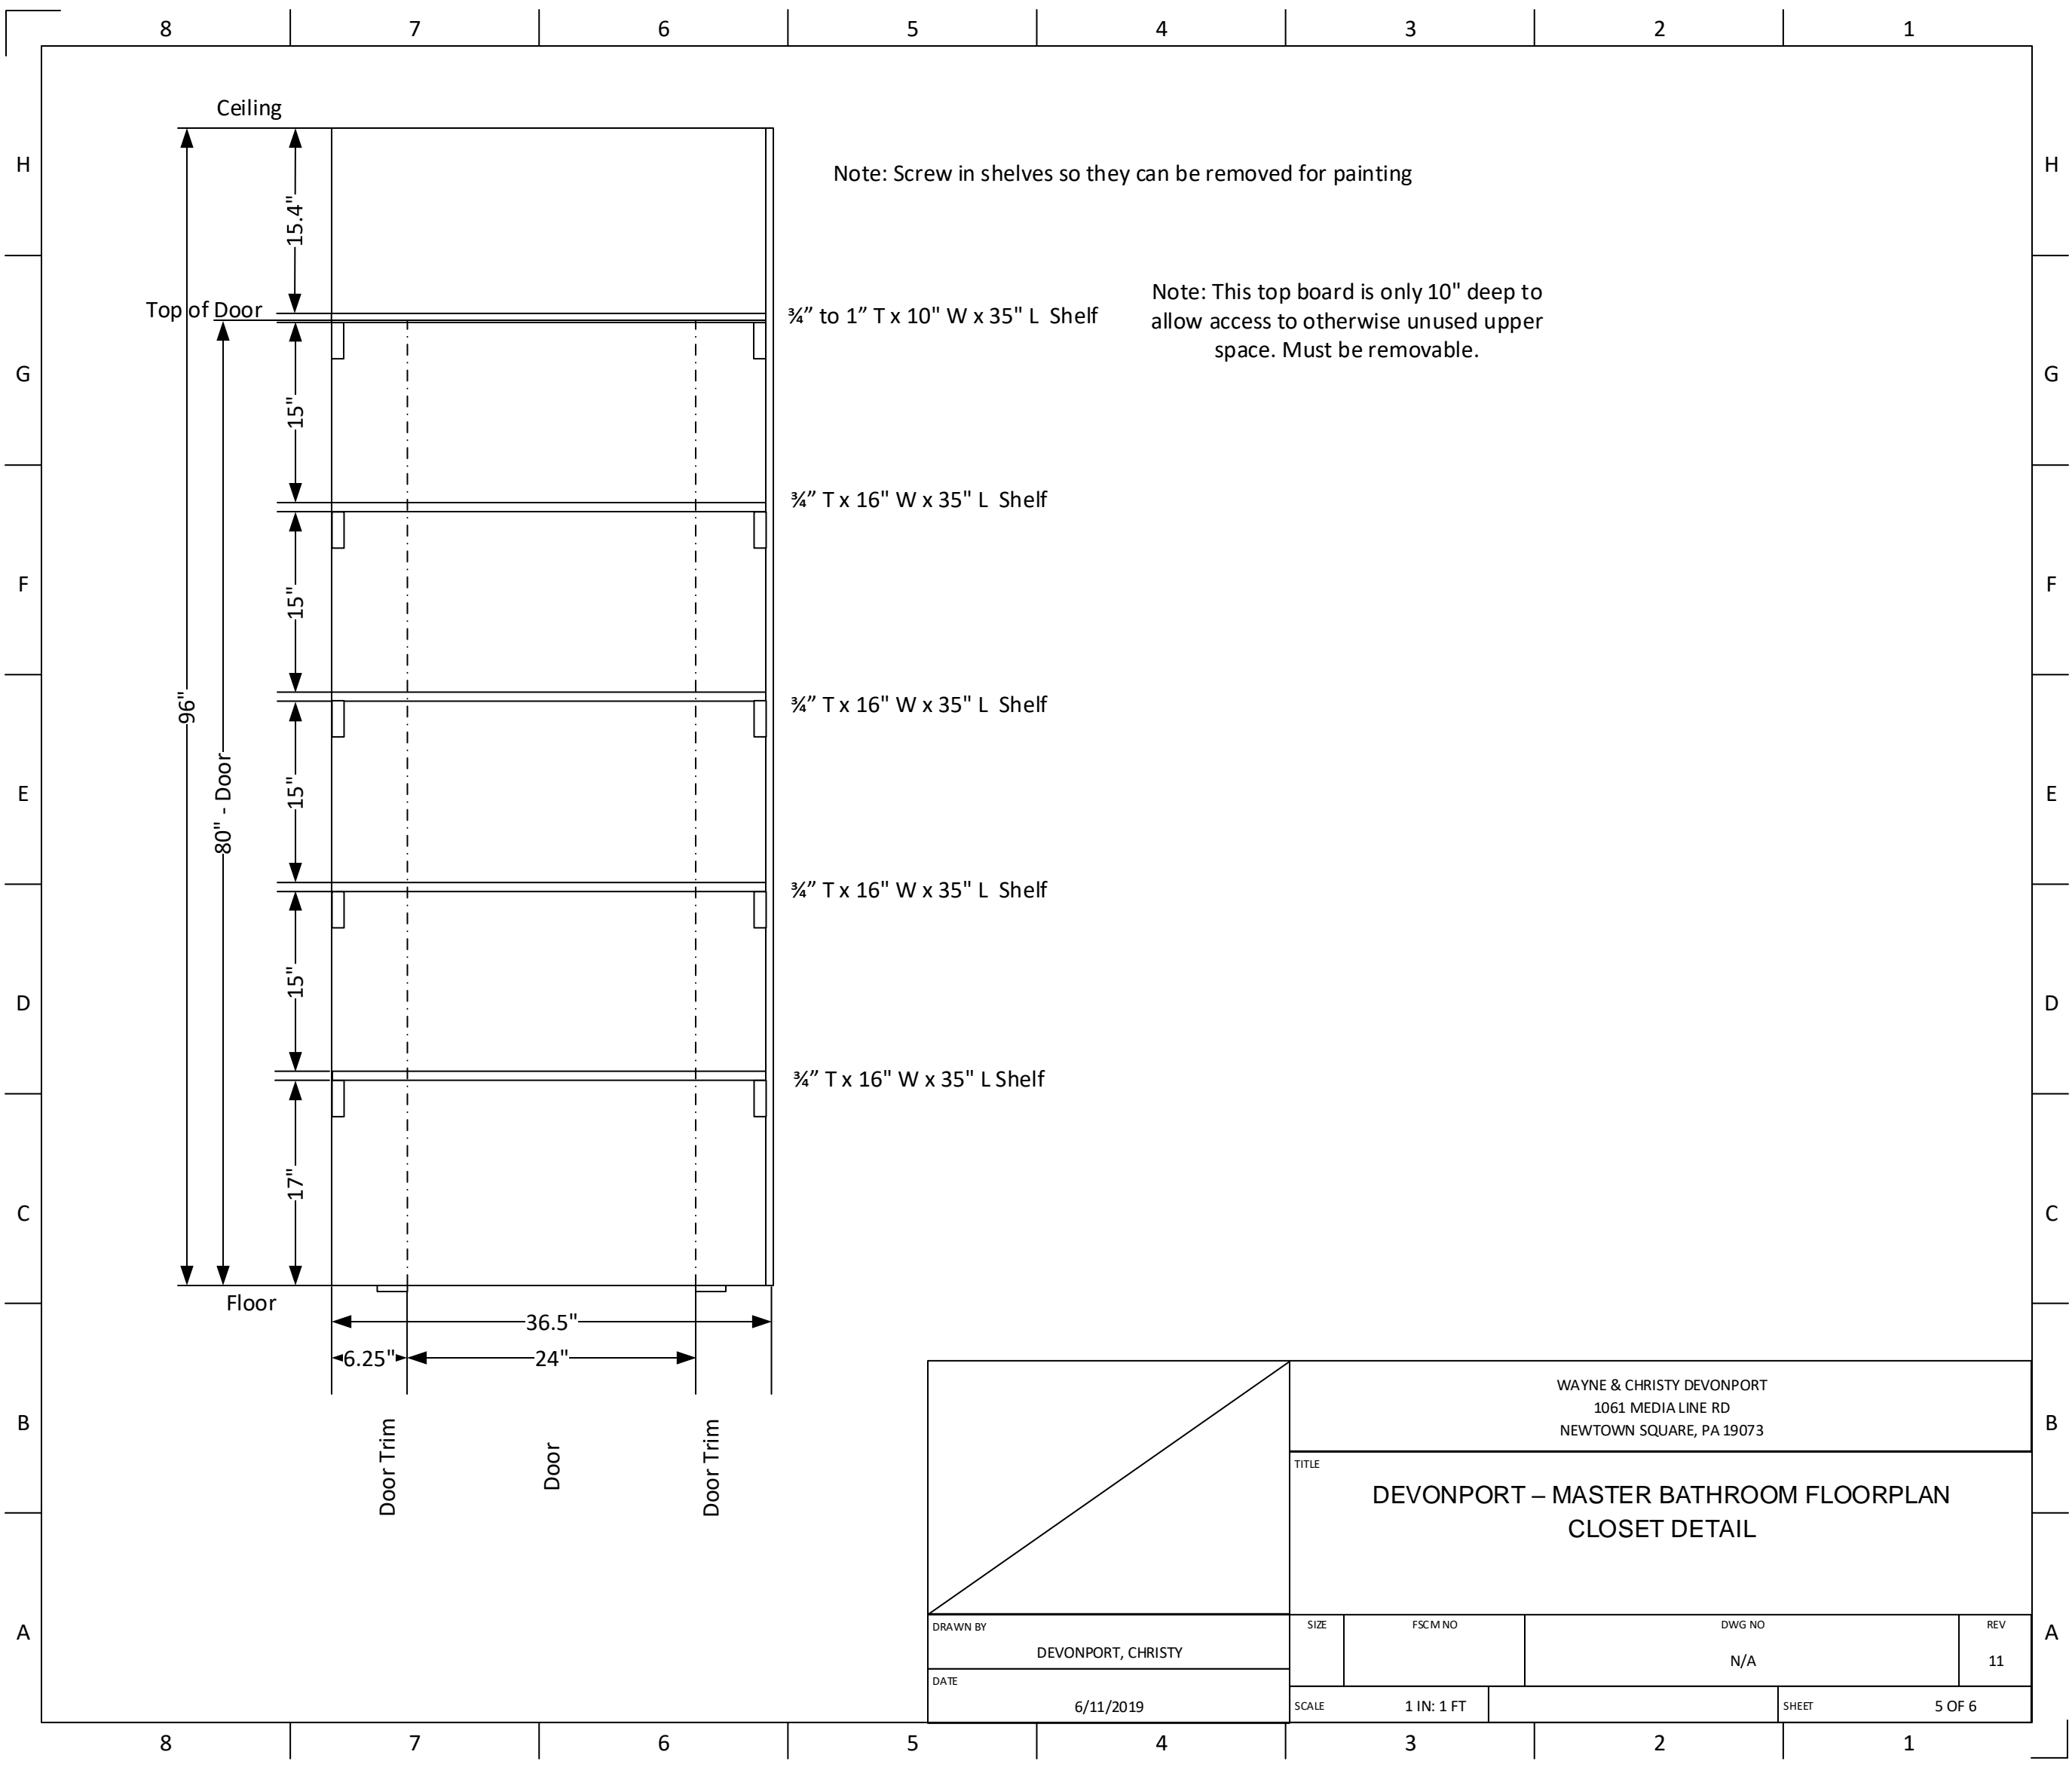 8 7 6 5 4 3 2 1
Ceiling
H
H
Note: Screw in shelves so they can be removed for painting
15.4"
Note: This top board is only 10" deep to
allow access to otherwise unused upper
space. Must be removable.
Top of Door
¾” to 1” T x 10" W x 35" L Shelf
G
G
15"
¾” T x 16" W x 35" L Shelf
F
F
15"
96"
¾” T x 16" W x 35" L Shelf
80" - Door
E
E
15"
¾” T x 16" W x 35" L Shelf
D
D
15"
¾” T x 16" W x 35" L Shelf
17"
C
C
Floor
36.5"
6.25"
24"
B
B
Door Trim
Door
Door Trim
WAYNE & CHRISTY DEVONPORT
1061 MEDIA LINE RD
NEWTOWN SQUARE, PA 19073
TITLE
DEVONPORT – MASTER BATHROOM FLOORPLAN
CLOSET DETAIL
A
A
DRAWN BY
DEVONPORT, CHRISTY
DATE
6/11/2019
SIZE
FSCM NO
DWG NO
N/A
REV
11
SCALE
1 IN: 1 FT
SHEET
5 OF 6
8 7 6 5 4 3 2 1